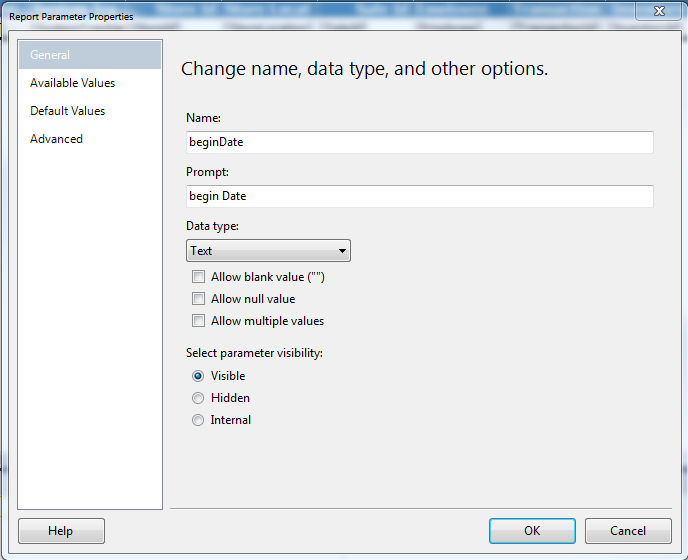 Report Parameter Properties
General
Available Values
Default Values
Advanced
Change name, data type, and other options.
Name:
beginDate
Prompt:
begin Date
Data type:
Text
Allow blank value ("")
Allow null value
Allow multiple values
Select parameter visibility:
Visible
Hidden
Internal
Help
OK
Cancel